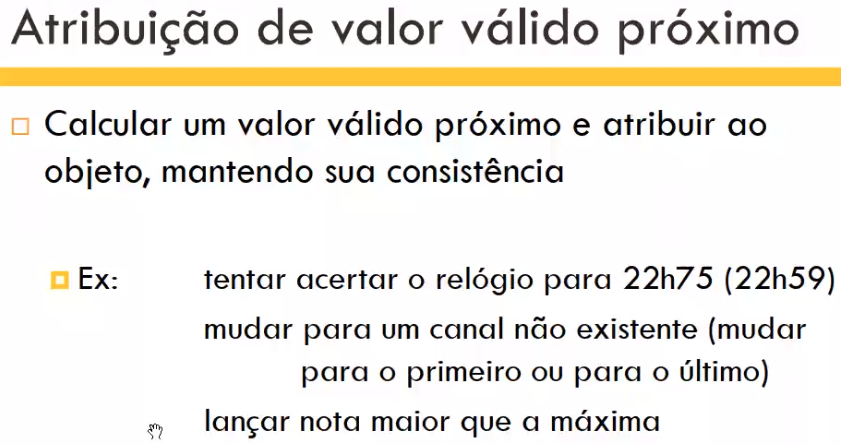 Atribuição de valor válido próximo
Calcular um valor válido próximo e atribuir ao
objeto, mantendo sua consistência
Ex: tentar acertar o relógio para 22h75 (22h59)
mudar para um canal não existente (mudar
para o primeiro ou para o último)
lançar nota maior que a máxima